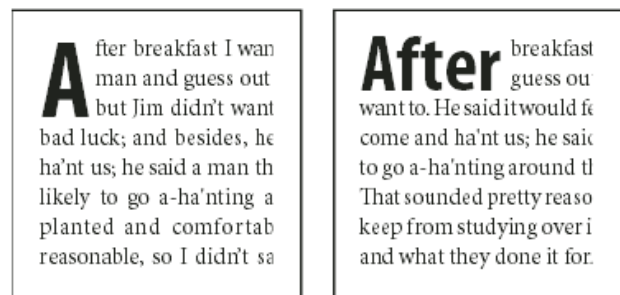 After breakfast I wan
man and guess out
but Jim didn’t want
bad luck; and besides, he
ha’nt us; he said a man th
likely to go a-ha'nting a
planted and comfortab
reasonable, so I didn’t sa
After breakfast
guess ou
want to. He said it would fe
come and ha'nt us; he said
to go a-ha'nting around th
That sounded pretty reaso
keep from studying over i
and what they done it for.